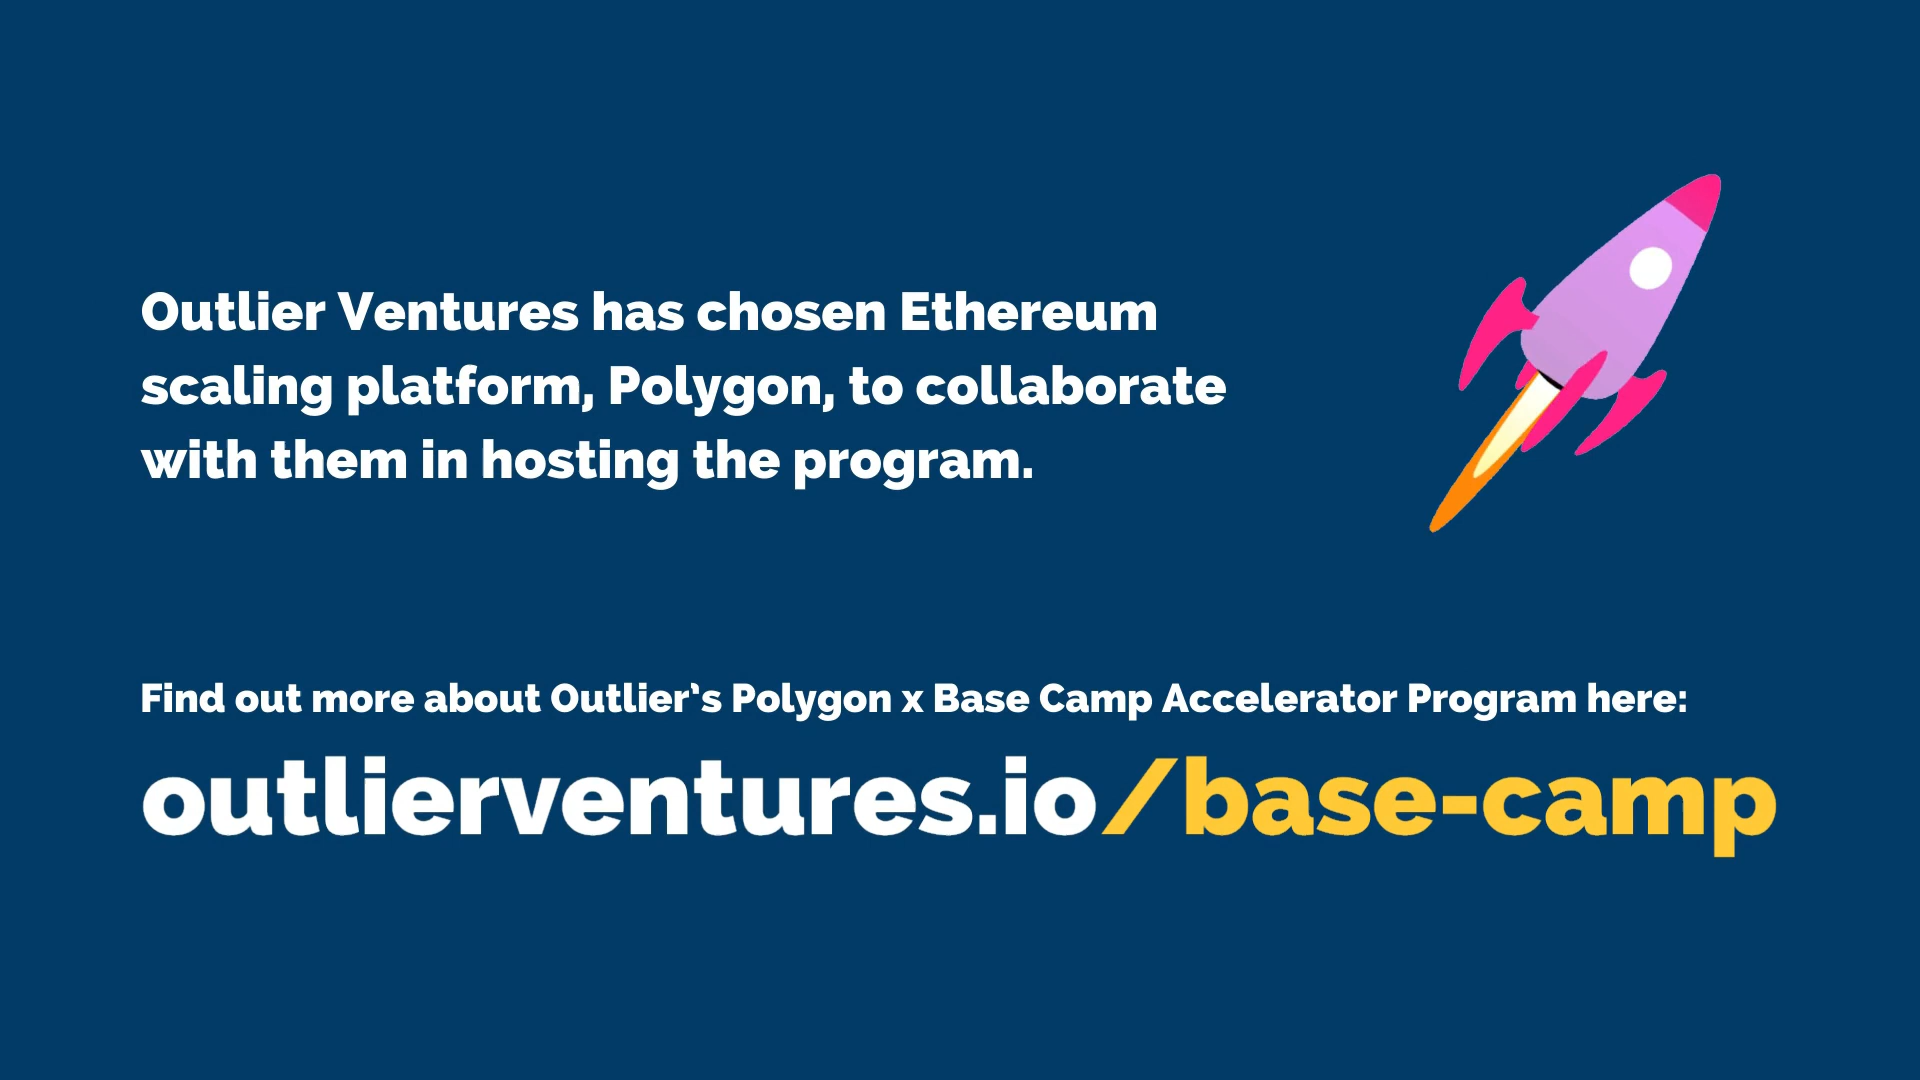 Outlier Ventures has chosen Ethereum
scaling platform, Polygon, to collaborate
with them in hosting the program.
Find out more about Outlier's Polygon x Base Camp Accelerator Program here:
outlierventures.io/base-camp